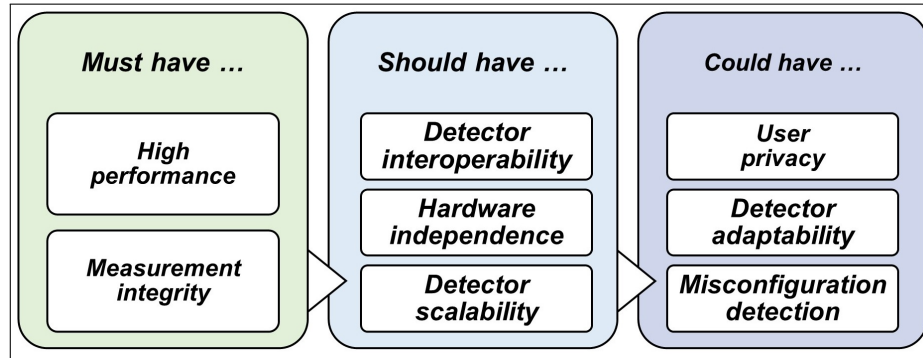 Must have …
High
performance
Measurement
integrity
Should have …
Detector
interoperability
Hardware
independence
Detector
scalability
Could have …
User
privacy
Detector
adaptability
Misconfiguration
detection